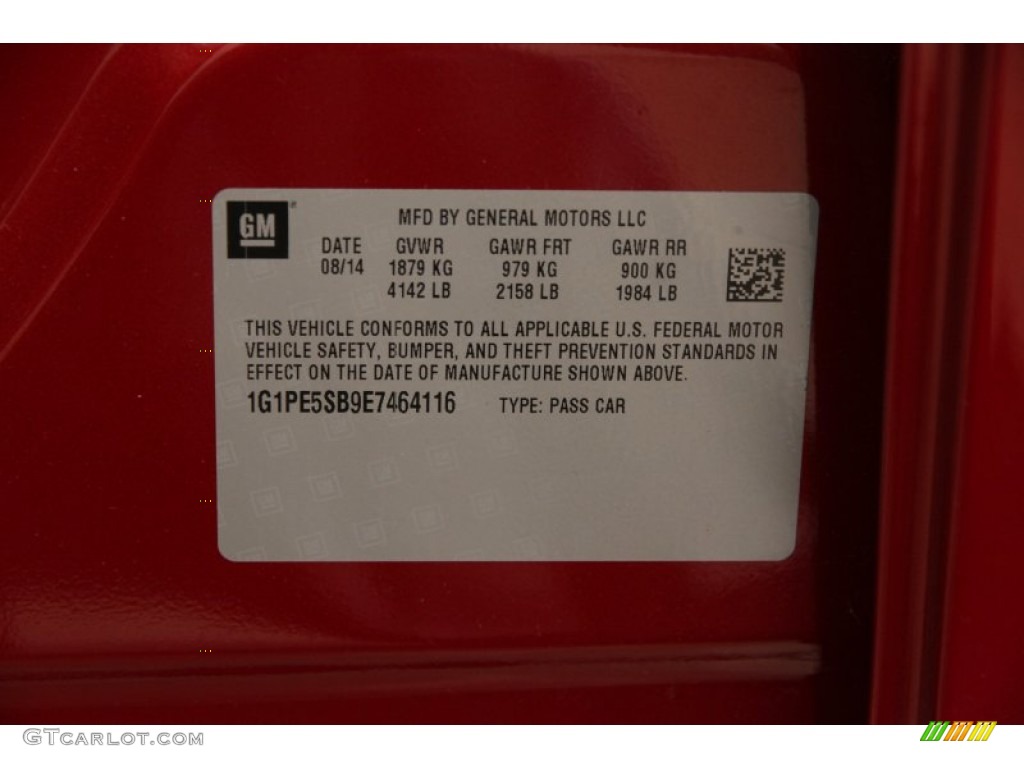 GM
MFD BY GENERAL MOTORS LLC
DATE GVWR GAWR FRT GAWR RR
08/14 1879 KG 979 KG 900 KG
4142 LB 2158 LB 1984 LB
THIS VEHICLE CONFORMS TO ALL APPLICABLE U.S. FEDERAL MOTOR
VEHICLE SAFETY, BUMPER, AND THEFT PREVENTION STANDARDS IN
EFFECT ON THE DATE OF MANUFACTURE SHOWN ABOVE.
1G1PE5SB9E7464116 TYPE: PASS CAR
GTcarlot.com